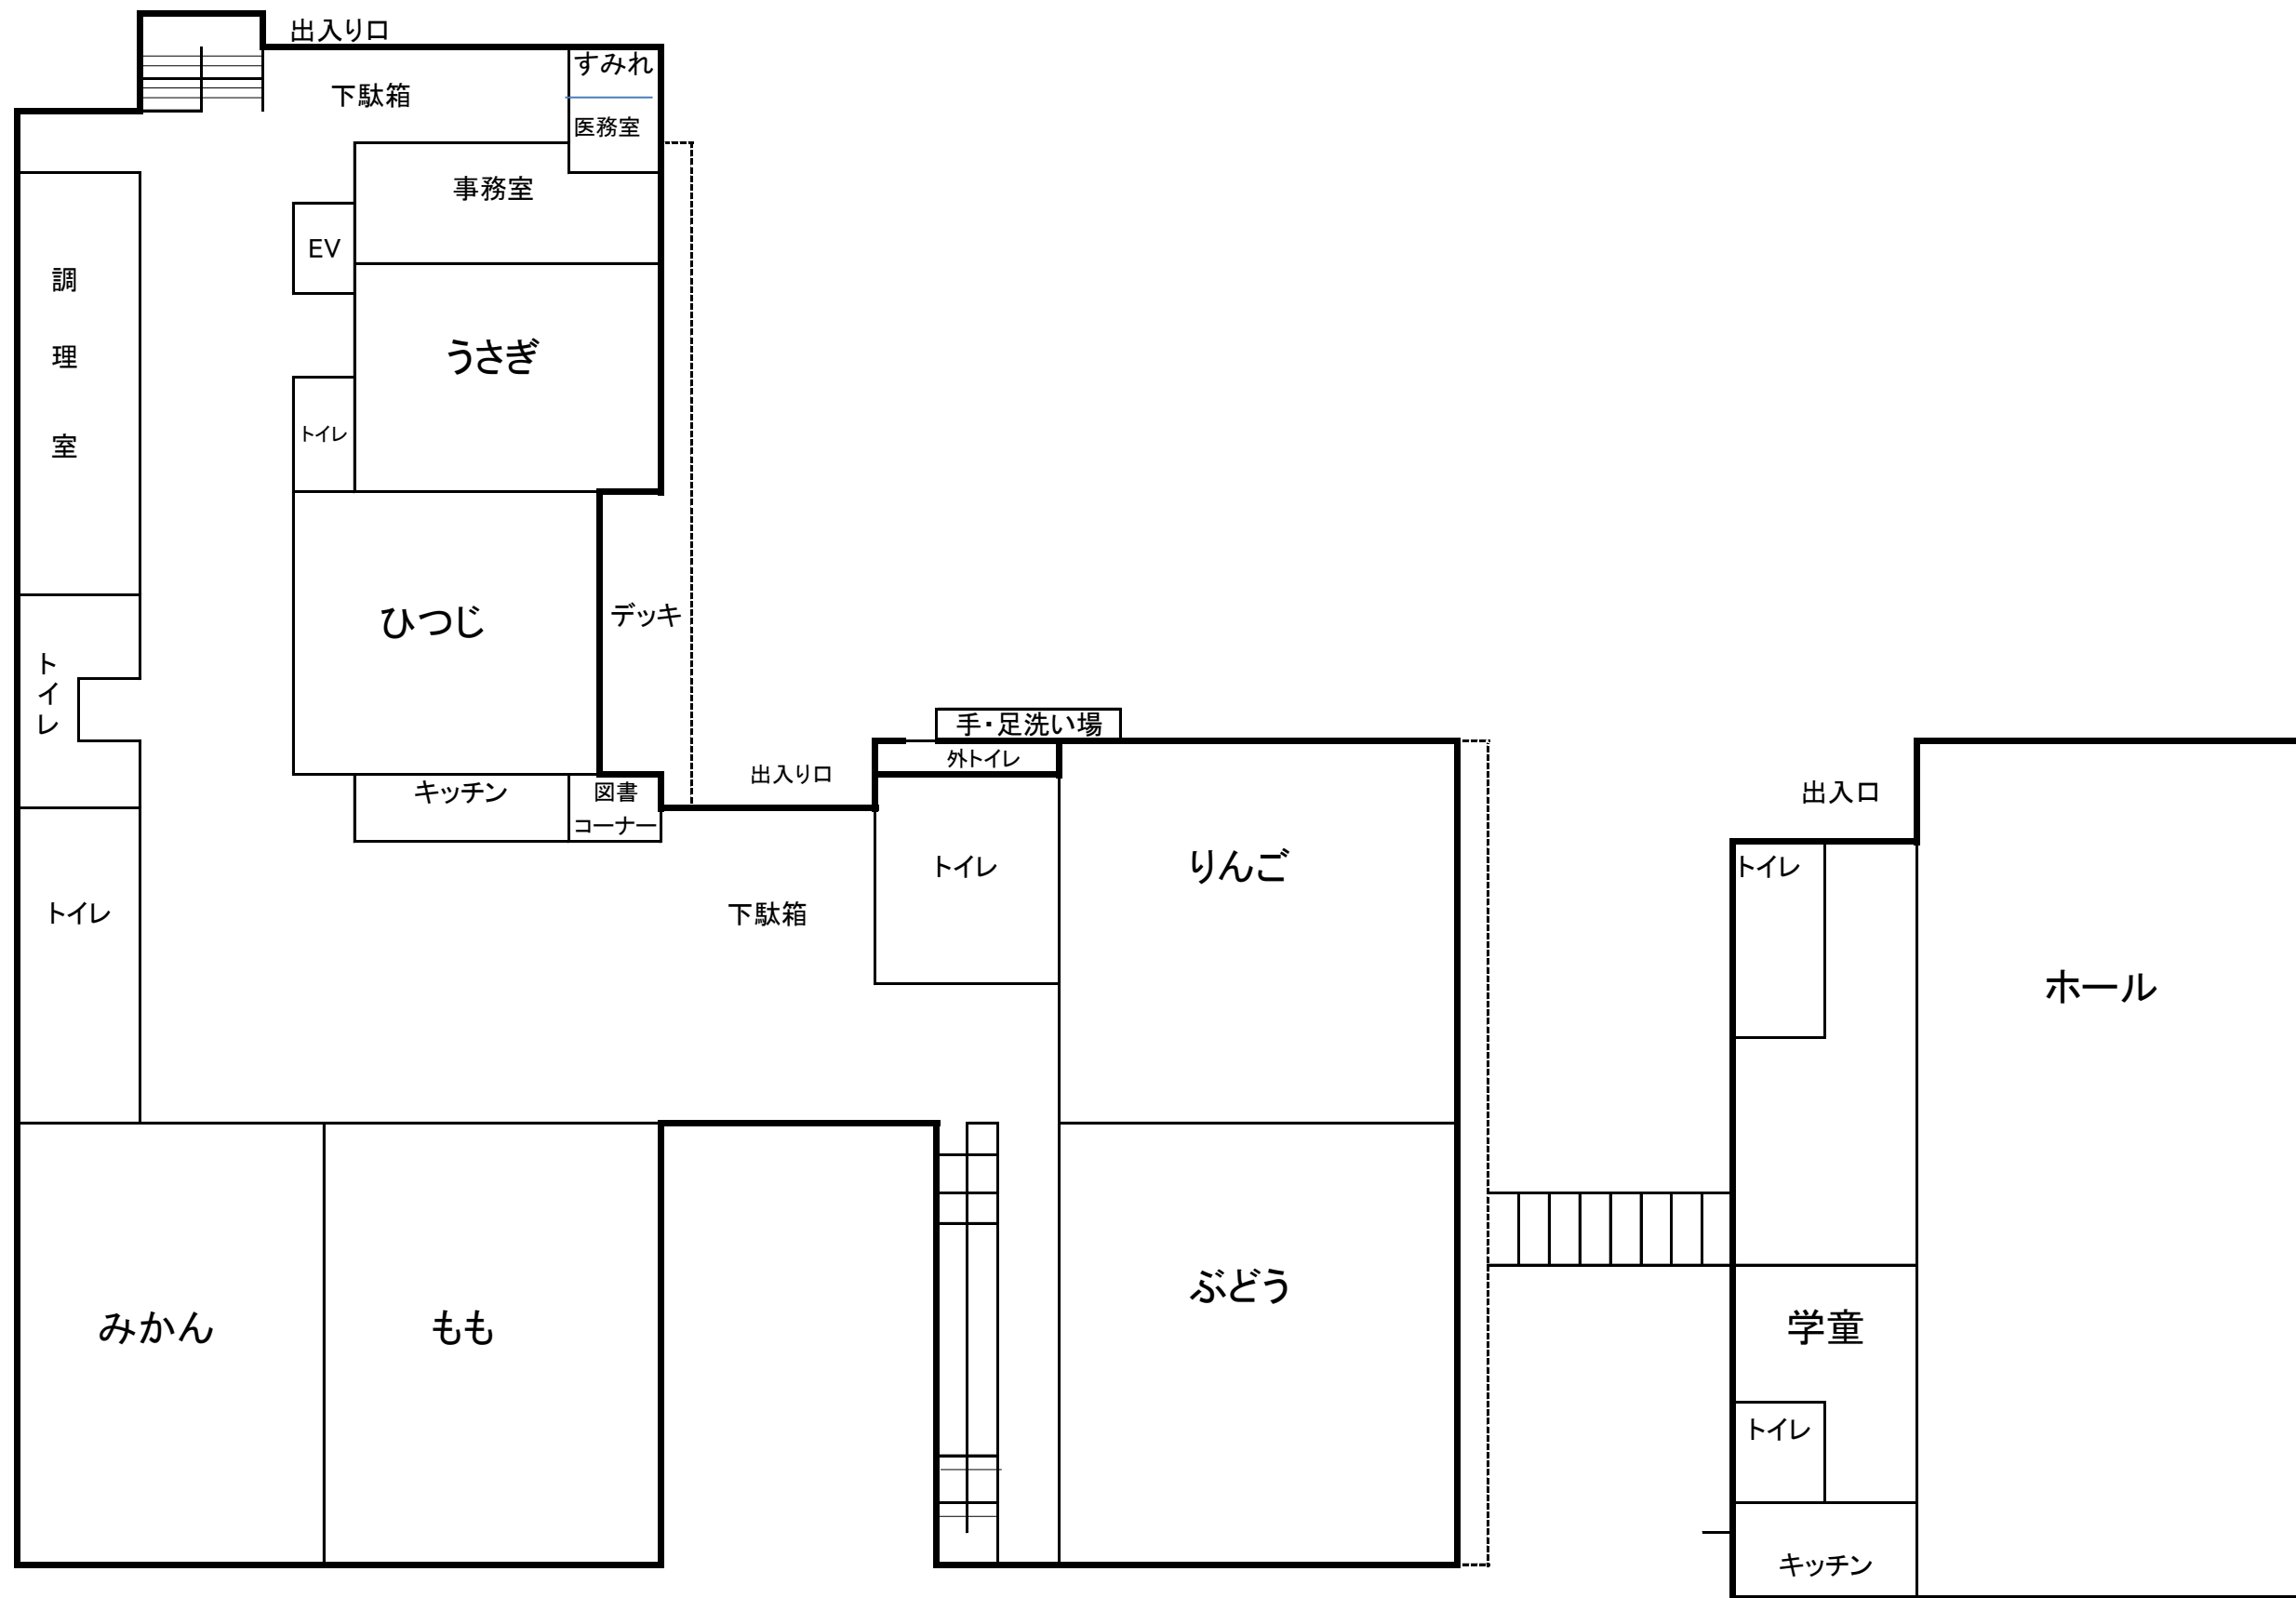 出入り口
すみれ
下駄箱
医務室
事務室
EV
調理室
うさぎ
トイレ
ひつじ
デッキ
トイレ
手・足洗い場
外トイレ
出入り口
キッチン
図書
コーナー
出入口
トイレ
りんご
トイレ
トイレ
下駄箱
ホール
ぶどう
みかん
もも
学童
トイレ
キッチン